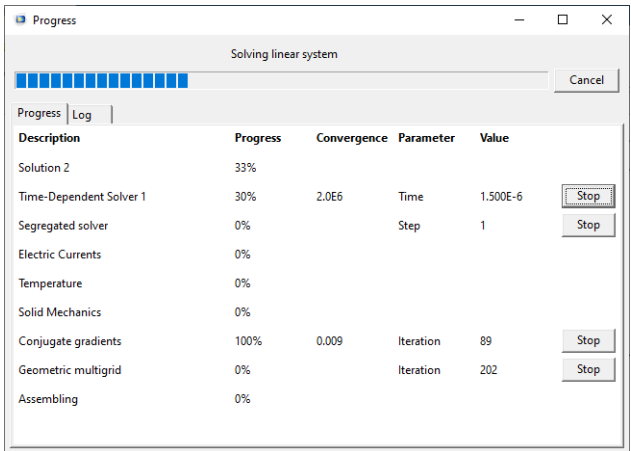 Progress
Solving linear system
Cancel
Progress Log
Description Progress Convergence Parameter Value
Solution 2 33%
Time-Dependent Solver 1 30% 2.0E6 Time 1.500E-6 Stop
Segregated solver 0% Step 1 Stop
Electric Currents 0%
Temperature 0%
Solid Mechanics 0%
Conjugate gradients 100% 0.009 Iteration 89 Stop
Geometric multigrid 0% Iteration 202 Stop
Assembling 0%